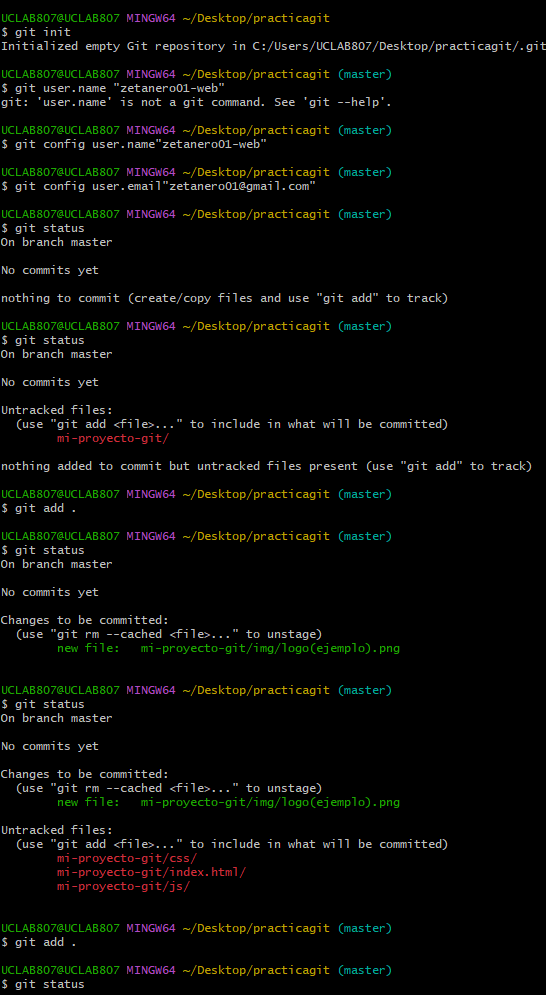 UCLAB807@UCLAB807 MINGW64 ~/Desktop/practicagit
$ git init
Initialized empty Git repository in C:/Users/UCLAB807/Desktop/practicagit/.git
UCLAB807@UCLAB807 MINGW64 ~/Desktop/practicagit (master)
$ git user.name "zetanero01-web"
git: 'user.name' is not a git command. See 'git --help'.
UCLAB807@UCLAB807 MINGW64 ~/Desktop/practicagit (master)
$ git config user.name"zetanero01-web"
UCLAB807@UCLAB807 MINGW64 ~/Desktop/practicagit (master)
$ git config user.email"zetanero01@gmail.com"
UCLAB807@UCLAB807 MINGW64 ~/Desktop/practicagit (master)
$ git status
On branch master
No commits yet
nothing to commit (create/copy files and use "git add" to track)
UCLAB807@UCLAB807 MINGW64 ~/Desktop/practicagit (master)
$ git status
On branch master
No commits yet
Untracked files:
  (use "git add <file>..." to include in what will be committed)
        mi-proyecto-git/
nothing added to commit but untracked files present (use "git add" to track)
UCLAB807@UCLAB807 MINGW64 ~/Desktop/practicagit (master)
$ git add .
UCLAB807@UCLAB807 MINGW64 ~/Desktop/practicagit (master)
$ git status
On branch master
No commits yet
Changes to be committed:
  (use "git rm --cached <file>..." to unstage)
        new file:   mi-proyecto-git/img/logo(ejemplo).png
UCLAB807@UCLAB807 MINGW64 ~/Desktop/practicagit (master)
$ git status
On branch master
No commits yet
Changes to be committed:
  (use "git rm --cached <file>..." to unstage)
        new file:   mi-proyecto-git/img/logo(ejemplo).png
Untracked files:
  (use "git add <file>..." to include in what will be committed)
        mi-proyecto-git/css/
        mi-proyecto-git/index.html/
        mi-proyecto-git/js/
UCLAB807@UCLAB807 MINGW64 ~/Desktop/practicagit (master)
$ git add .
UCLAB807@UCLAB807 MINGW64 ~/Desktop/practicagit (master)
$ git status